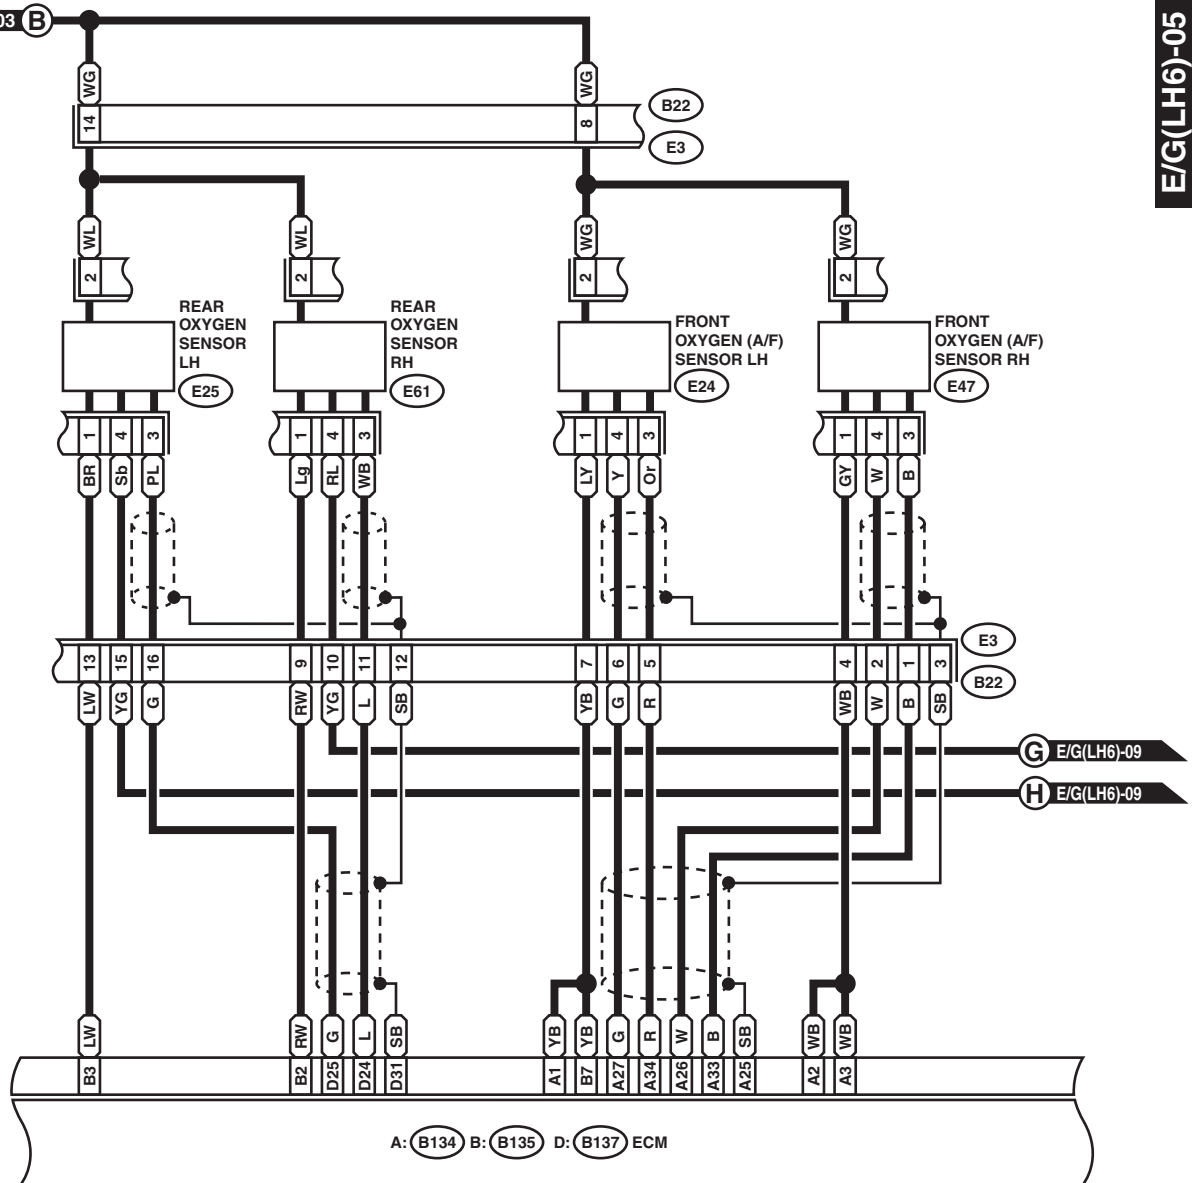 03 B
E/G(LH6)-05
WG WG
14 8 B22
E3
WL WL WG WG
2 2 2 2
REAR
OXYGEN
SENSOR
LH
E25
REAR
OXYGEN
SENSOR
RH
E61
FRONT
OXYGEN (A/F)
SENSOR LH
E24
FRONT
OXYGEN (A/F)
SENSOR RH
E47
1 4 3 1 4 3 1 4 3 1 4 3
BR Sb PL Lg RL WB LY Y Or GY W B
E3
13 15 16 9 10 11 12 7 6 5 4 2 1 3
B22
LW YG G RW YG L SB YB G R WB W B SB
G E/G(LH6)-09
H E/G(LH6)-09
LW RW G L SB YB YB G R W B SB WB WB
B3 B2 D25 D24 D31 A1 B7 A27 A34 A26 A33 A25 A2 A3
A: B134 B: B135 D: B137 ECM